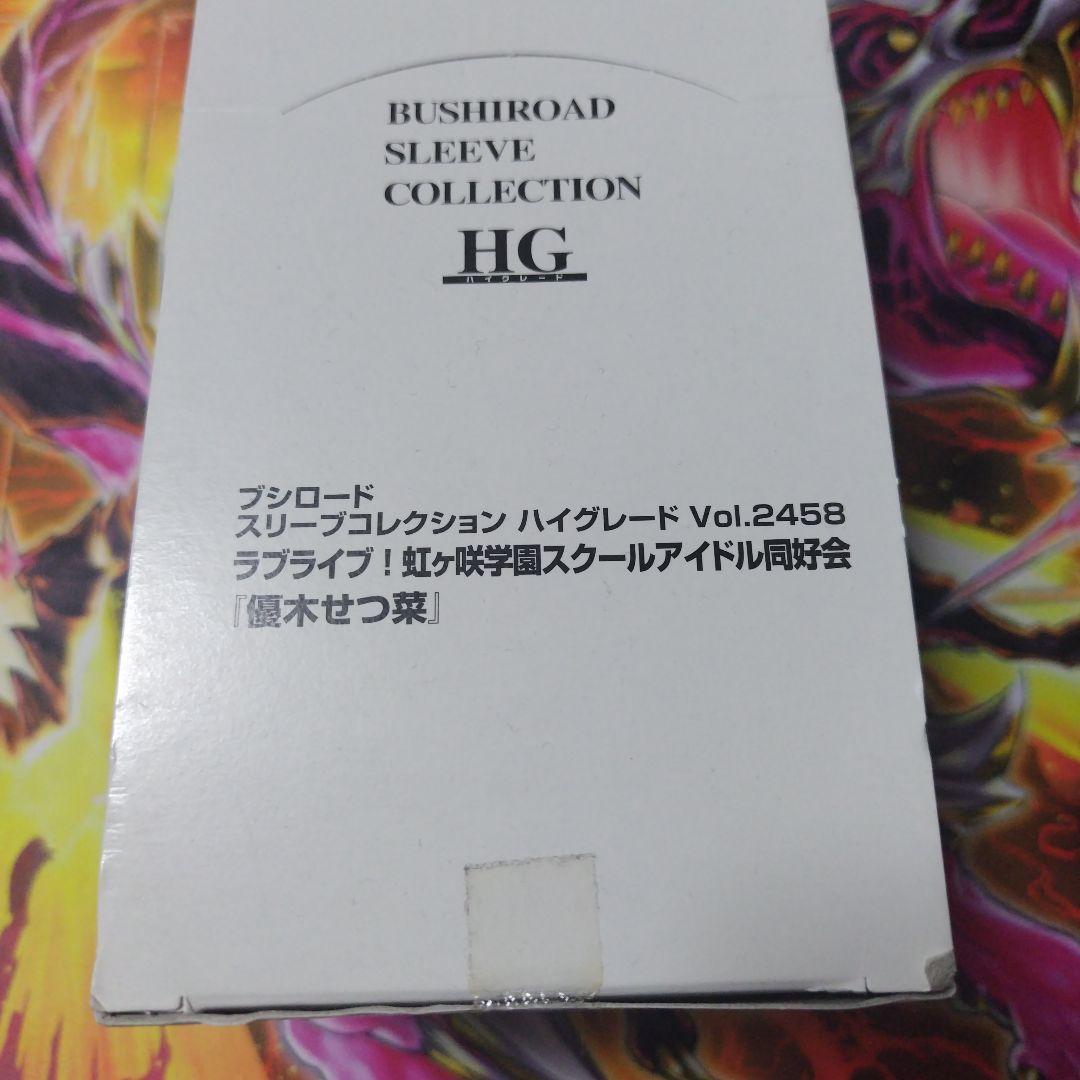 BUSHIROAD
SLEEVE
COLLECTION
HG
ハイグレード
ブシロード
スリーブコレクション ハイグレード Vol.2458
ラブライブ！虹ヶ咲学園スクールアイドル同好会
『優木せつ菜』